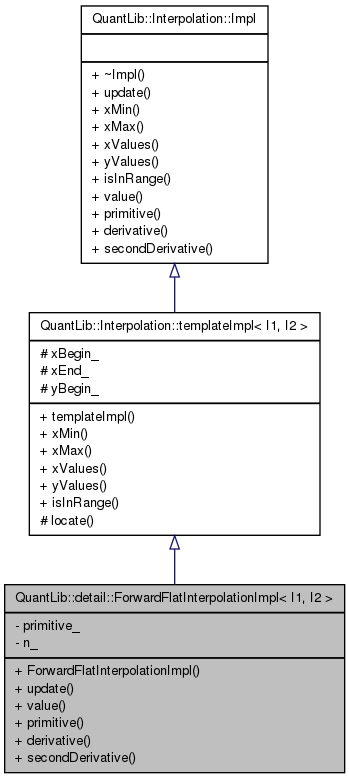 QuantLib::Interpolation::Impl
+ ~Impl()
+ update()
+ xMin()
+ xMax()
+ xValues()
+ yValues()
+ isInRange()
+ value()
+ primitive()
+ derivative()
+ secondDerivative()
QuantLib::Interpolation::templateImpl< I1, I2 >
# xBegin_
# xEnd_
# yBegin_
+ templateImpl()
+ xMin()
+ xMax()
+ xValues()
+ yValues()
+ isInRange()
# locate()
QuantLib::detail::ForwardFlatInterpolationImpl< I1, I2 >
- primitive_
- n_
+ ForwardFlatInterpolationImpl()
+ update()
+ value()
+ primitive()
+ derivative()
+ secondDerivative()